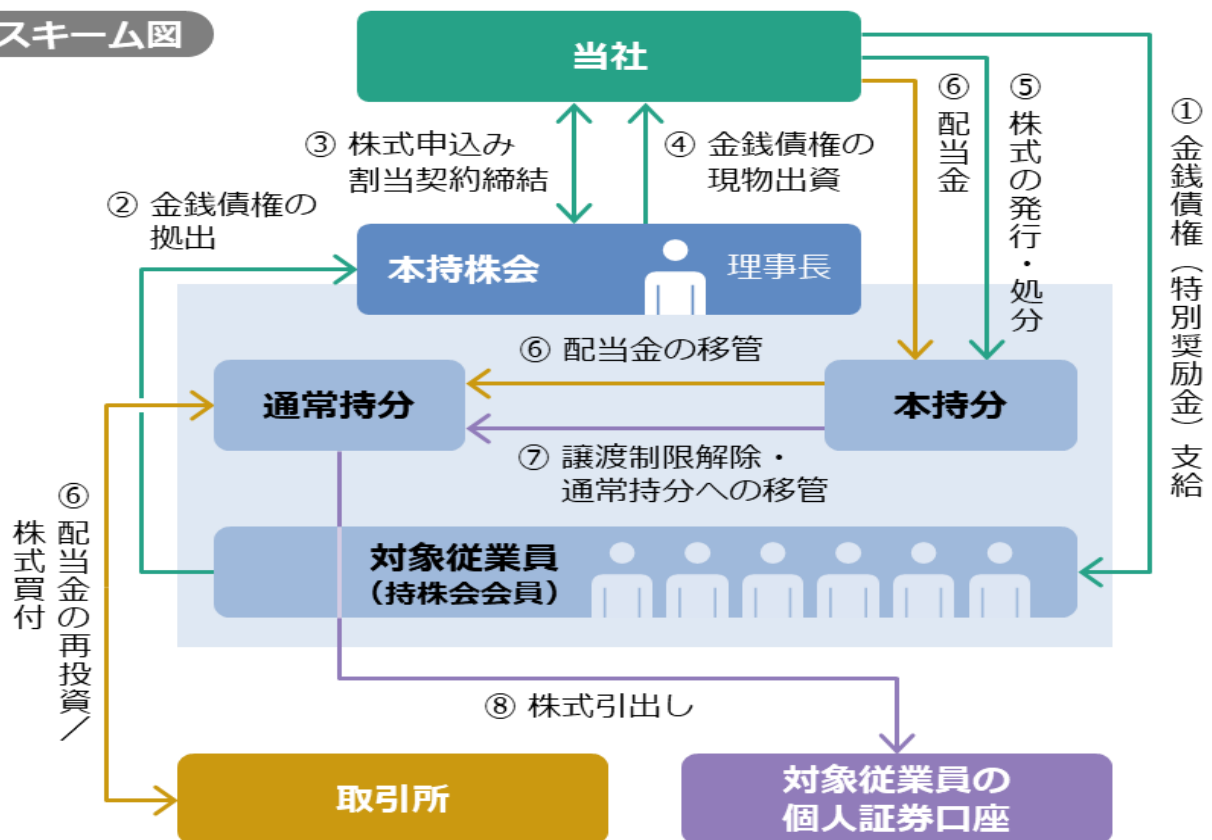 スキーム図
当社
③ 株式申込み
割当契約締結
④ 金銭債権の
現物出資
⑥ 配当金
⑤ 株式の発行・処分
① 金銭債権（特別奨励金）支給
② 金銭債権の
拠出
本持株会
理事長
⑥ 配当金の移管
通常持分
本持分
⑦ 譲渡制限解除・
通常持分への移管
⑥ 配当金の再投資／
株式買付
対象従業員
（持株会会員）
⑧ 株式引出し
取引所
対象従業員の
個人証券口座